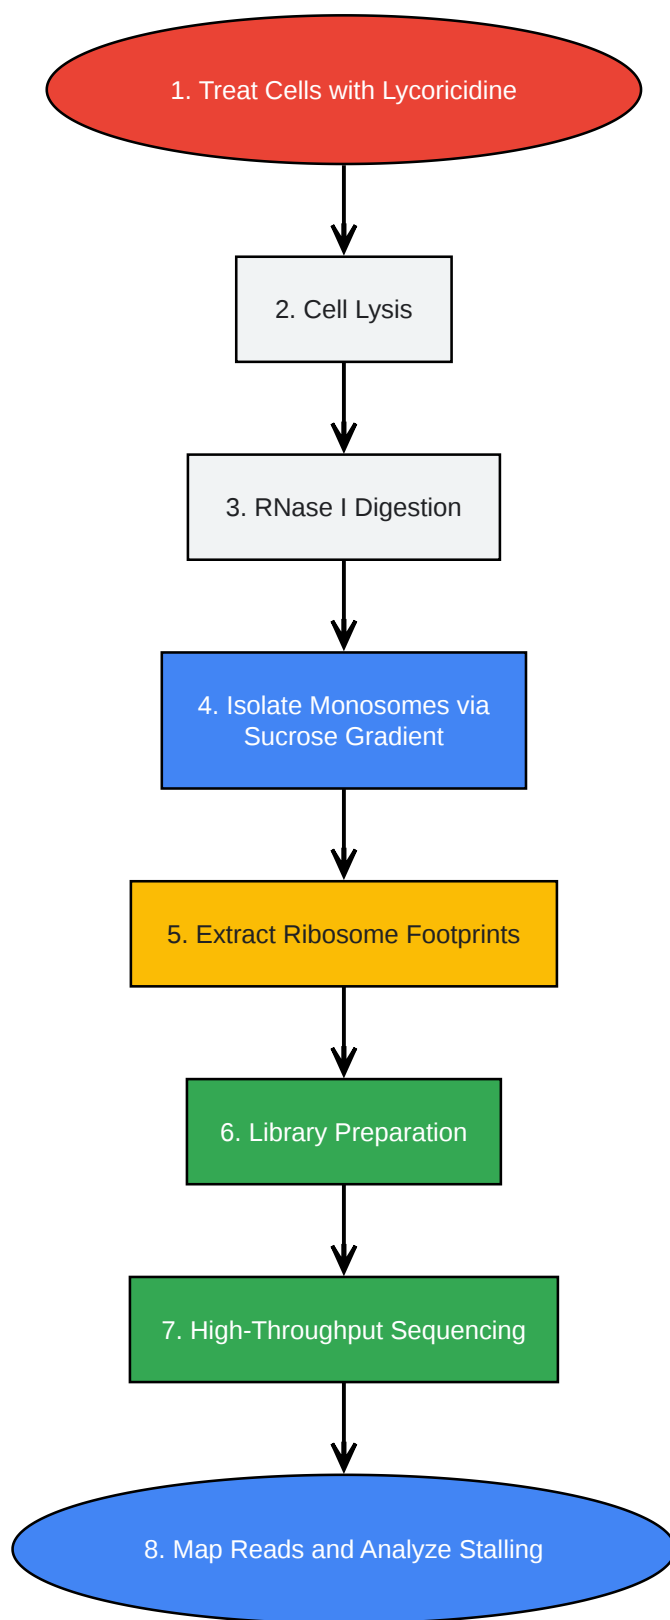 1. Treat Cells with Lycoricidine
2. Cell Lysis
3. RNase I Digestion
4. Isolate Monosomes via
Sucrose Gradient
5. Extract Ribosome Footprints
6. Library Preparation
7. High-Throughput Sequencing
8. Map Reads and Analyze Stalling